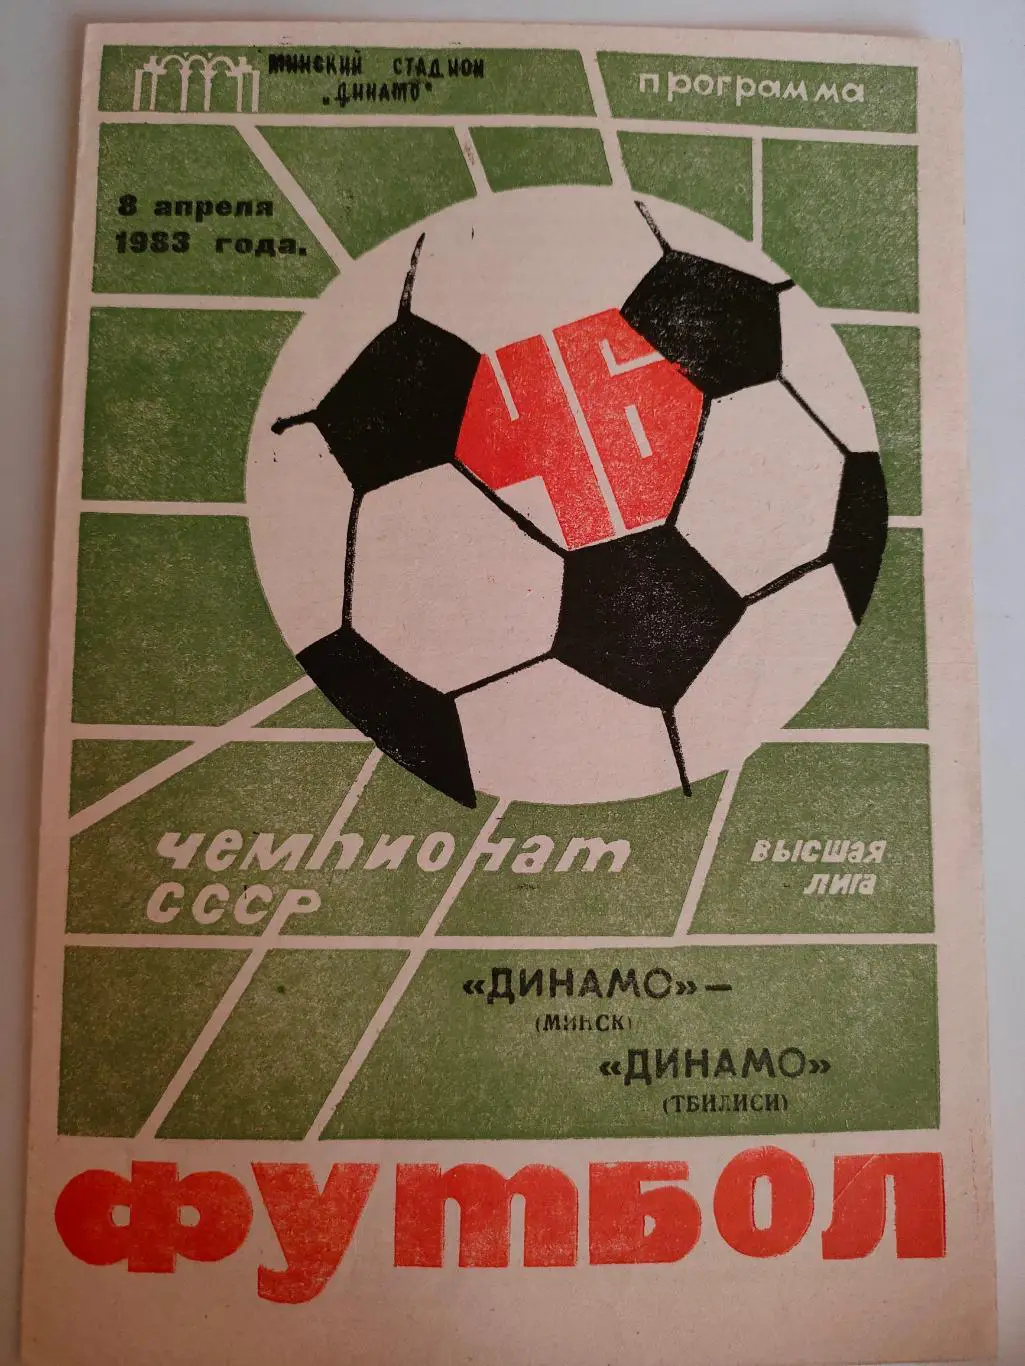 МИНСКИЙ СТАДИОН
„ДИНАМО"
программа
8 апреля
1983 года.
46
чемпионат
СССР
высшая
лига
«ДИНАМО» —
(МИНСК)
«ДИНАМО»
(ТБИЛИСИ)
ФУТБОЛ